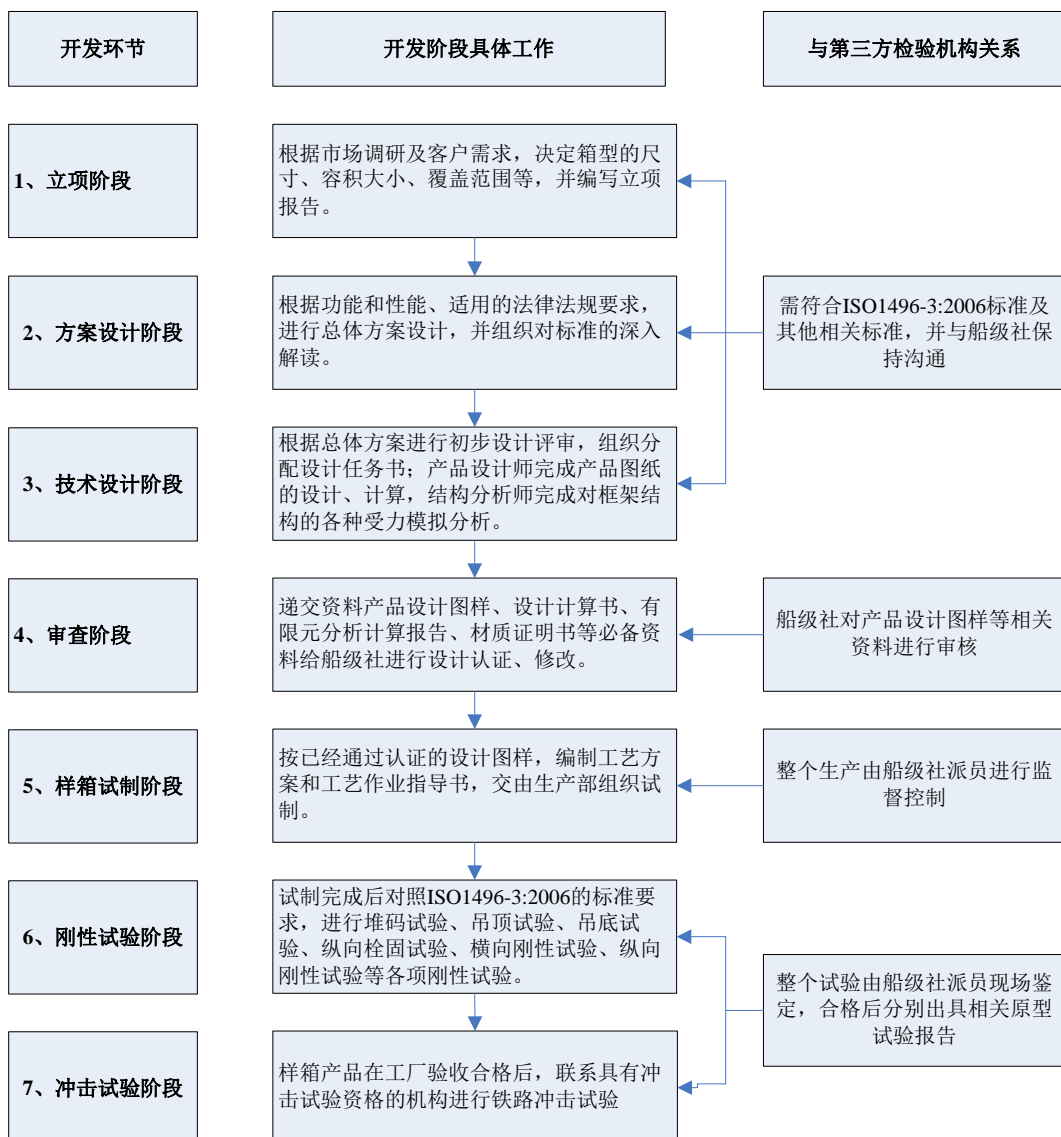 开发环节
开发阶段具体工作
与第三方检验机构关系
1、立项阶段
根据市场调研及客户需求，决定箱型的尺
寸、容积大小、覆盖范围等，并编写立项
报告。
2、方案设计阶段
根据功能和性能、适用的法律法规要求，
进行总体方案设计，并组织对标准的深入
解读。
需符合ISO1496-3:2006标准及
其他相关标准，并与船级社保
持沟通
3、技术设计阶段
根据总体方案进行初步设计评审，组织分
配设计任务书；产品设计师完成产品图纸
的设计、计算，结构分析师完成对框架结
构的各种受力模拟分析。
4、审查阶段
递交资料产品设计图样、设计计算书、有
限元分析计算报告、材质证明书等必备资
料给船级社进行设计认证、修改。
船级社对产品设计图样等相关
资料进行审核
5、样箱试制阶段
按已经通过认证的设计图样，编制工艺方
案和工艺作业指导书，交由生产部组织试
制。
整个生产由船级社派员进行监
督控制
6、刚性试验阶段
试制完成后对照ISO1496-3:2006的标准要
求，进行堆码试验、吊顶试验、吊底试
验、纵向栓固试验、横向刚性试验、纵向
刚性试验等各项刚性试验。
整个试验由船级社派员现场鉴
定，合格后分别出具相关原型
试验报告
7、冲击试验阶段
样箱产品在工厂验收合格后，联系具有冲
击试验资格的机构进行铁路冲击试验